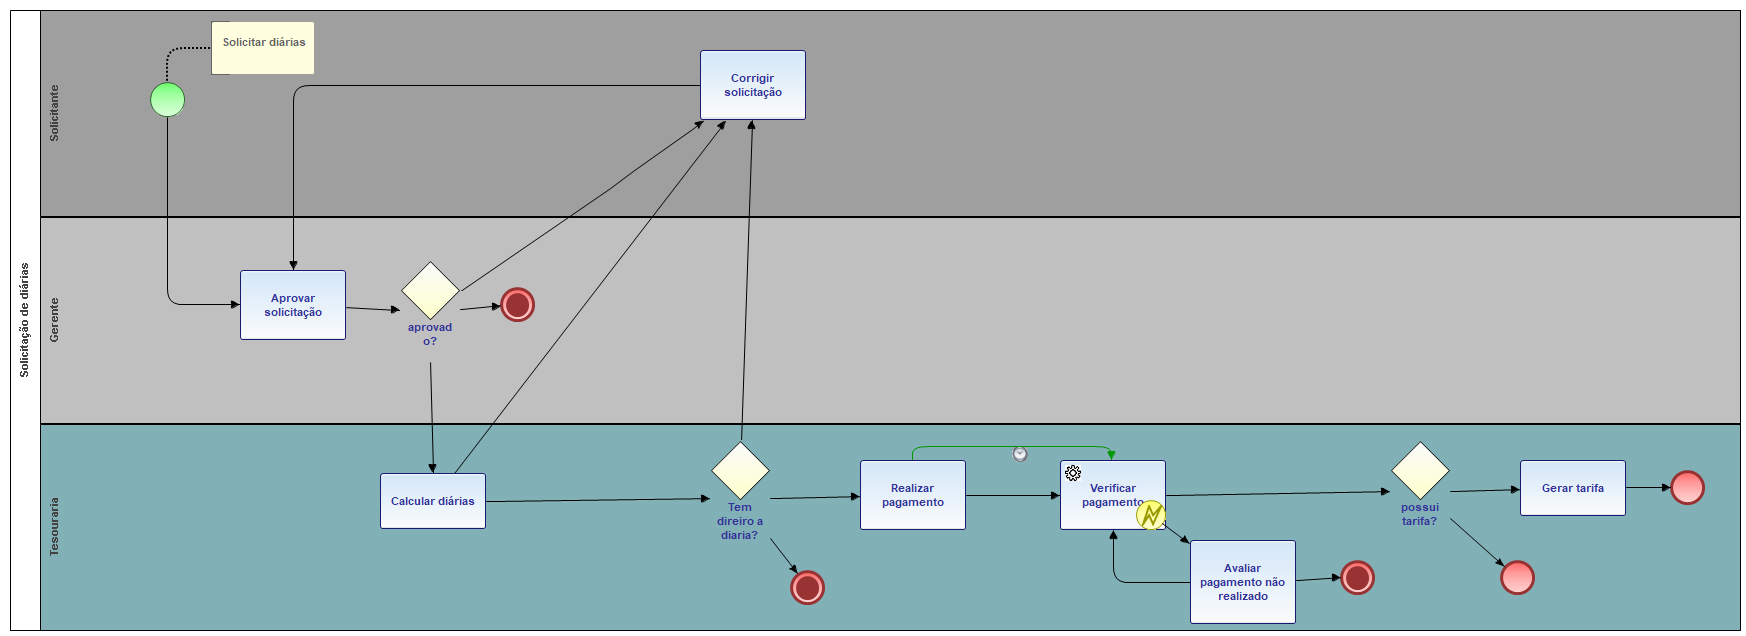 Solicitação de diárias
Solicitante
Solicitar diárias
Corrigir
solicitação
Gerente
Aprovar
solicitação
aprovad
o?
Tesouraria
Calcular diárias
Tem
direiro a
diaria?
Realizar
pagamento
Verificar
pagamento
Avaliar
pagamento não
realizado
possui
tarifa?
Gerar tarifa